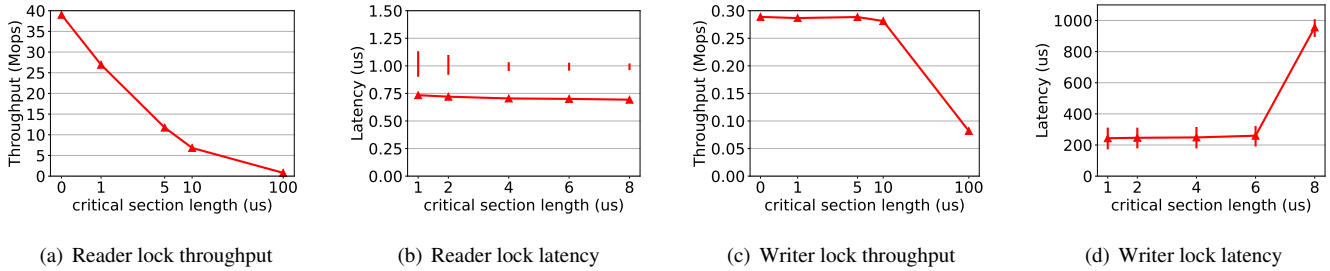 Throughput (Mops)
40
35
30
25
20
15
10
5
0
0 1 5 10 100
critical section length (us)
(a) Reader lock throughput
Latency (us)
1.50
1.25
1.00
0.75
0.50
0.25
0.00
1 2 4 6 8
critical section length (us)
(b) Reader lock latency
Throughput (Mops)
0.30
0.25
0.20
0.15
0.10
0.05
0.00
0 1 5 10 100
critical section length (us)
(c) Writer lock throughput
Latency (us)
1000
800
600
400
200
0
1 2 4 6 8
critical section length (us)
(d) Writer lock latency